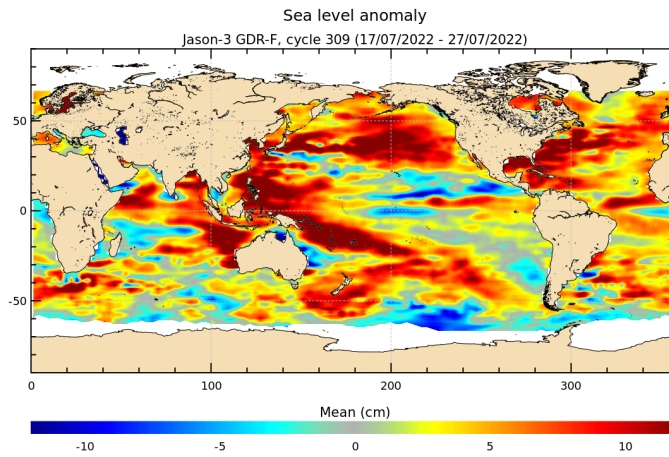 Sea level anomaly
Jason-3 GDR-F, cycle 309 (17/07/2022 - 27/07/2022)
50
0
-50
0 100 200 300
Mean (cm)
-10 -5 0 5 10